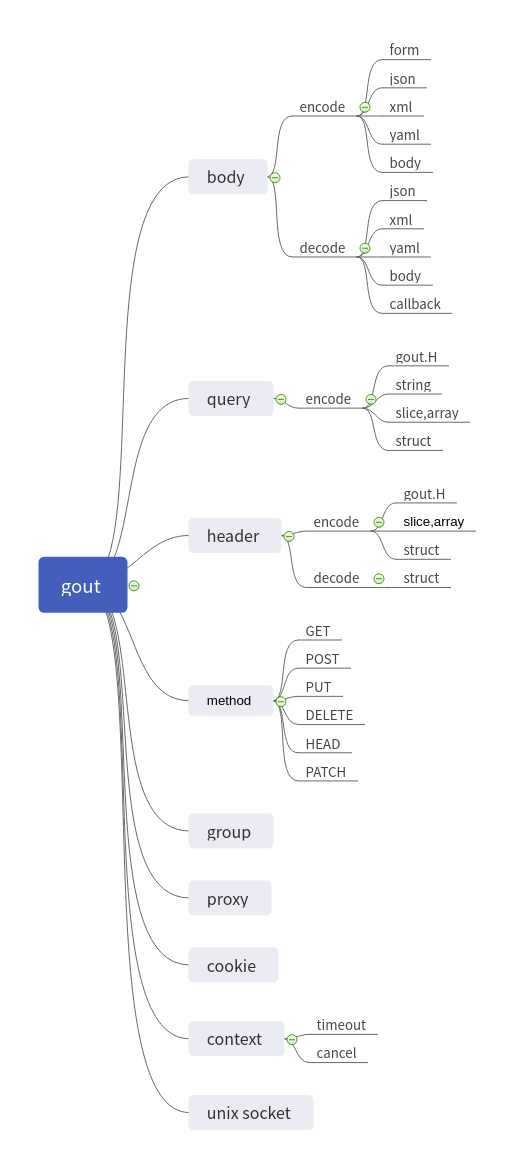 gout
body
encode
form
json
xml
yaml
body
decode
json
xml
yaml
body
callback
query
encode
gout.H
string
slice,array
struct
header
encode
gout.H
slice,array
struct
decode
struct
method
GET
POST
PUT
DELETE
HEAD
PATCH
group
proxy
cookie
context
timeout
cancel
unix socket